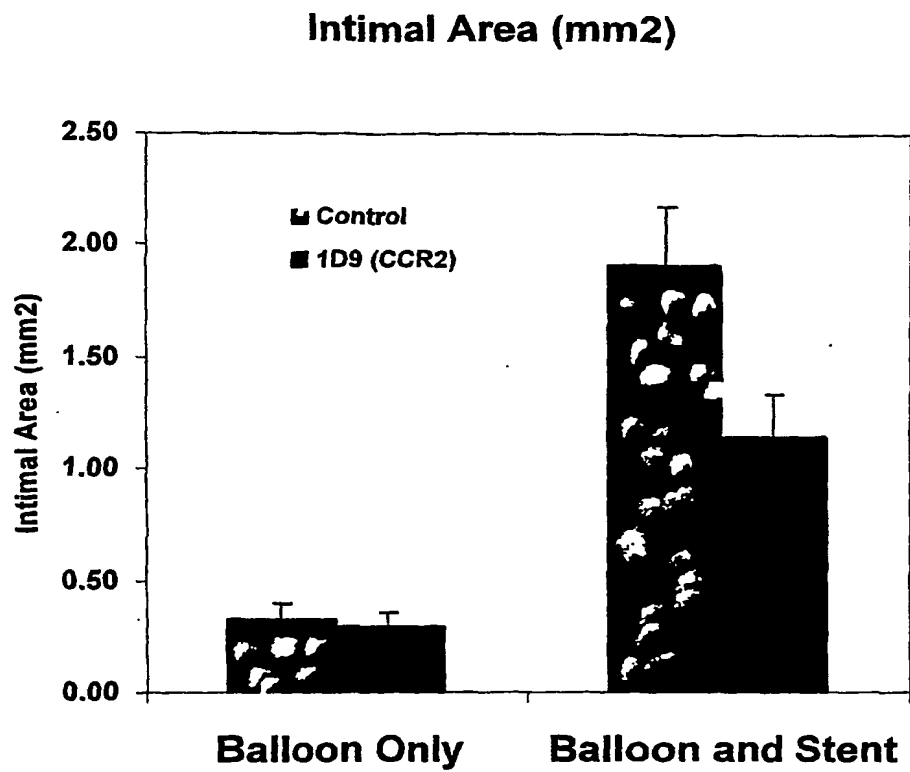 Intimal Area (mm2)
2.50
2.00
1.50
1.00
0.50
0.00
Intimal Area (mm2)
Control
1D9 (CCR2)
Balloon Only
Balloon and Stent